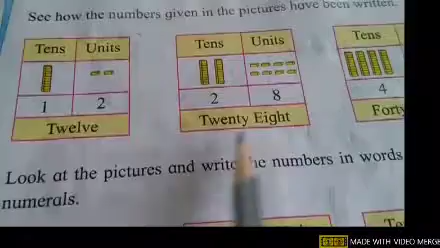 See how the numbers given in the pictures have been written.
Tens Units
1 2
Twelve
Tens Units
2 8
Twenty Eight
Tens
4
Forty
Look at the pictures and write numbers in words
numerals.
MADE WITH VIDEO MERGE